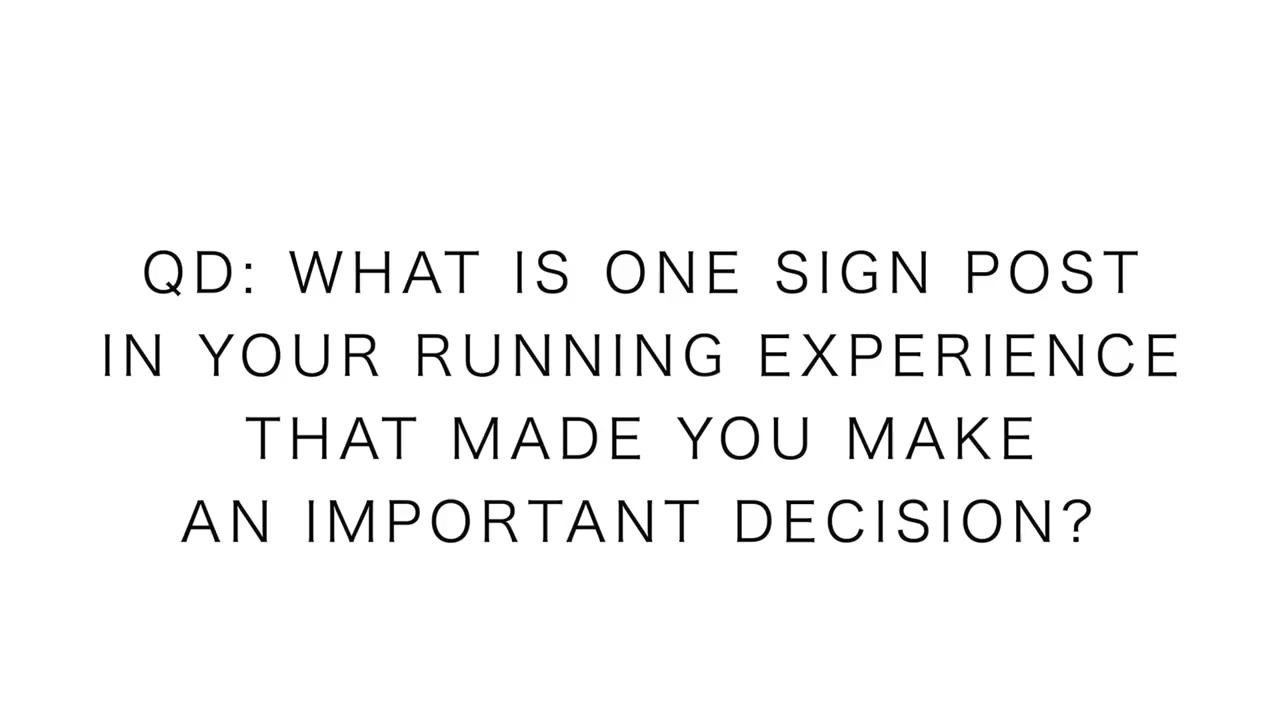 QD: WHAT IS ONE SIGN POST
IN YOUR RUNNING EXPERIENCE
THAT MADE YOU MAKE
AN IMPORTANT DECISION?